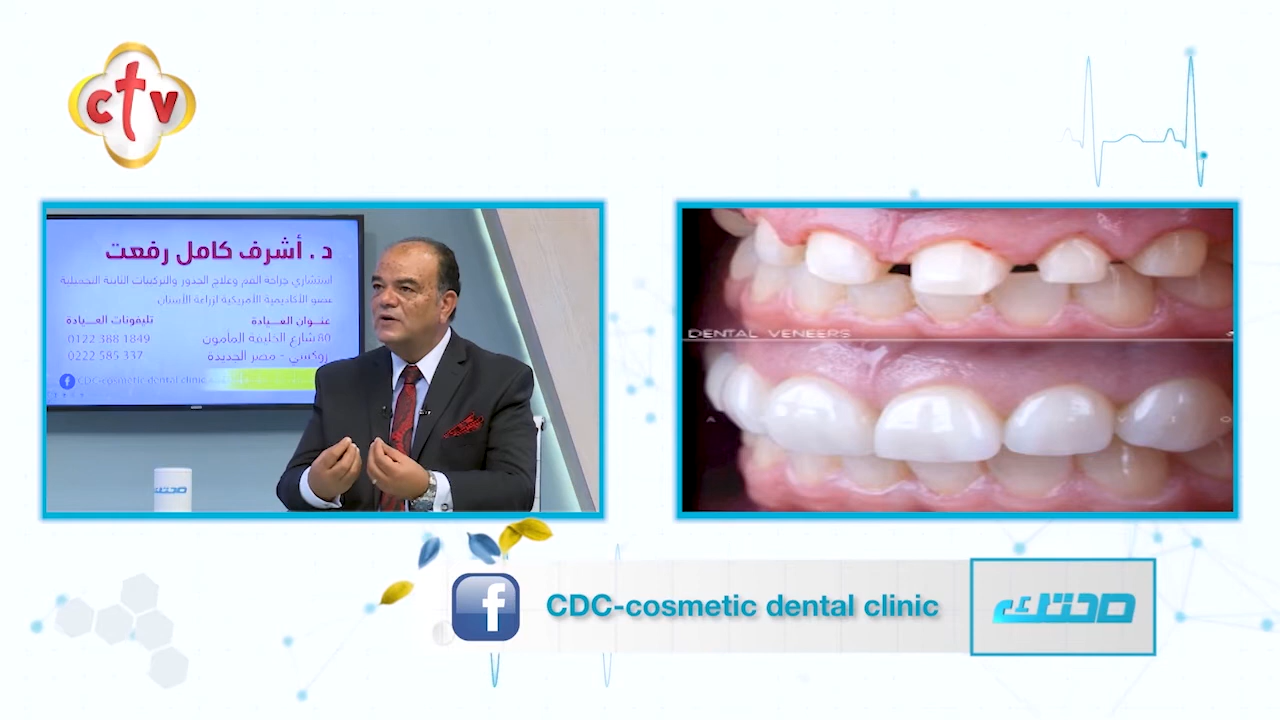 CTV
د . أشرف كامل رفعت
استشاري جراحة الفم وعلاج الجذور والتركيبات الثابتة التجميلية
عضو الأكاديمية الأمريكية لزراعة الأسنان
عنوان العيادة
80 شارع الخليفة المأمون
روكسي - مصر الجديدة
تليفونات العيادة
0122 388 1849
0222 585 337
CDC-cosmetic dental clinic
صحتك
DENTAL VENEERS
CDC-cosmetic dental clinic
صحتك